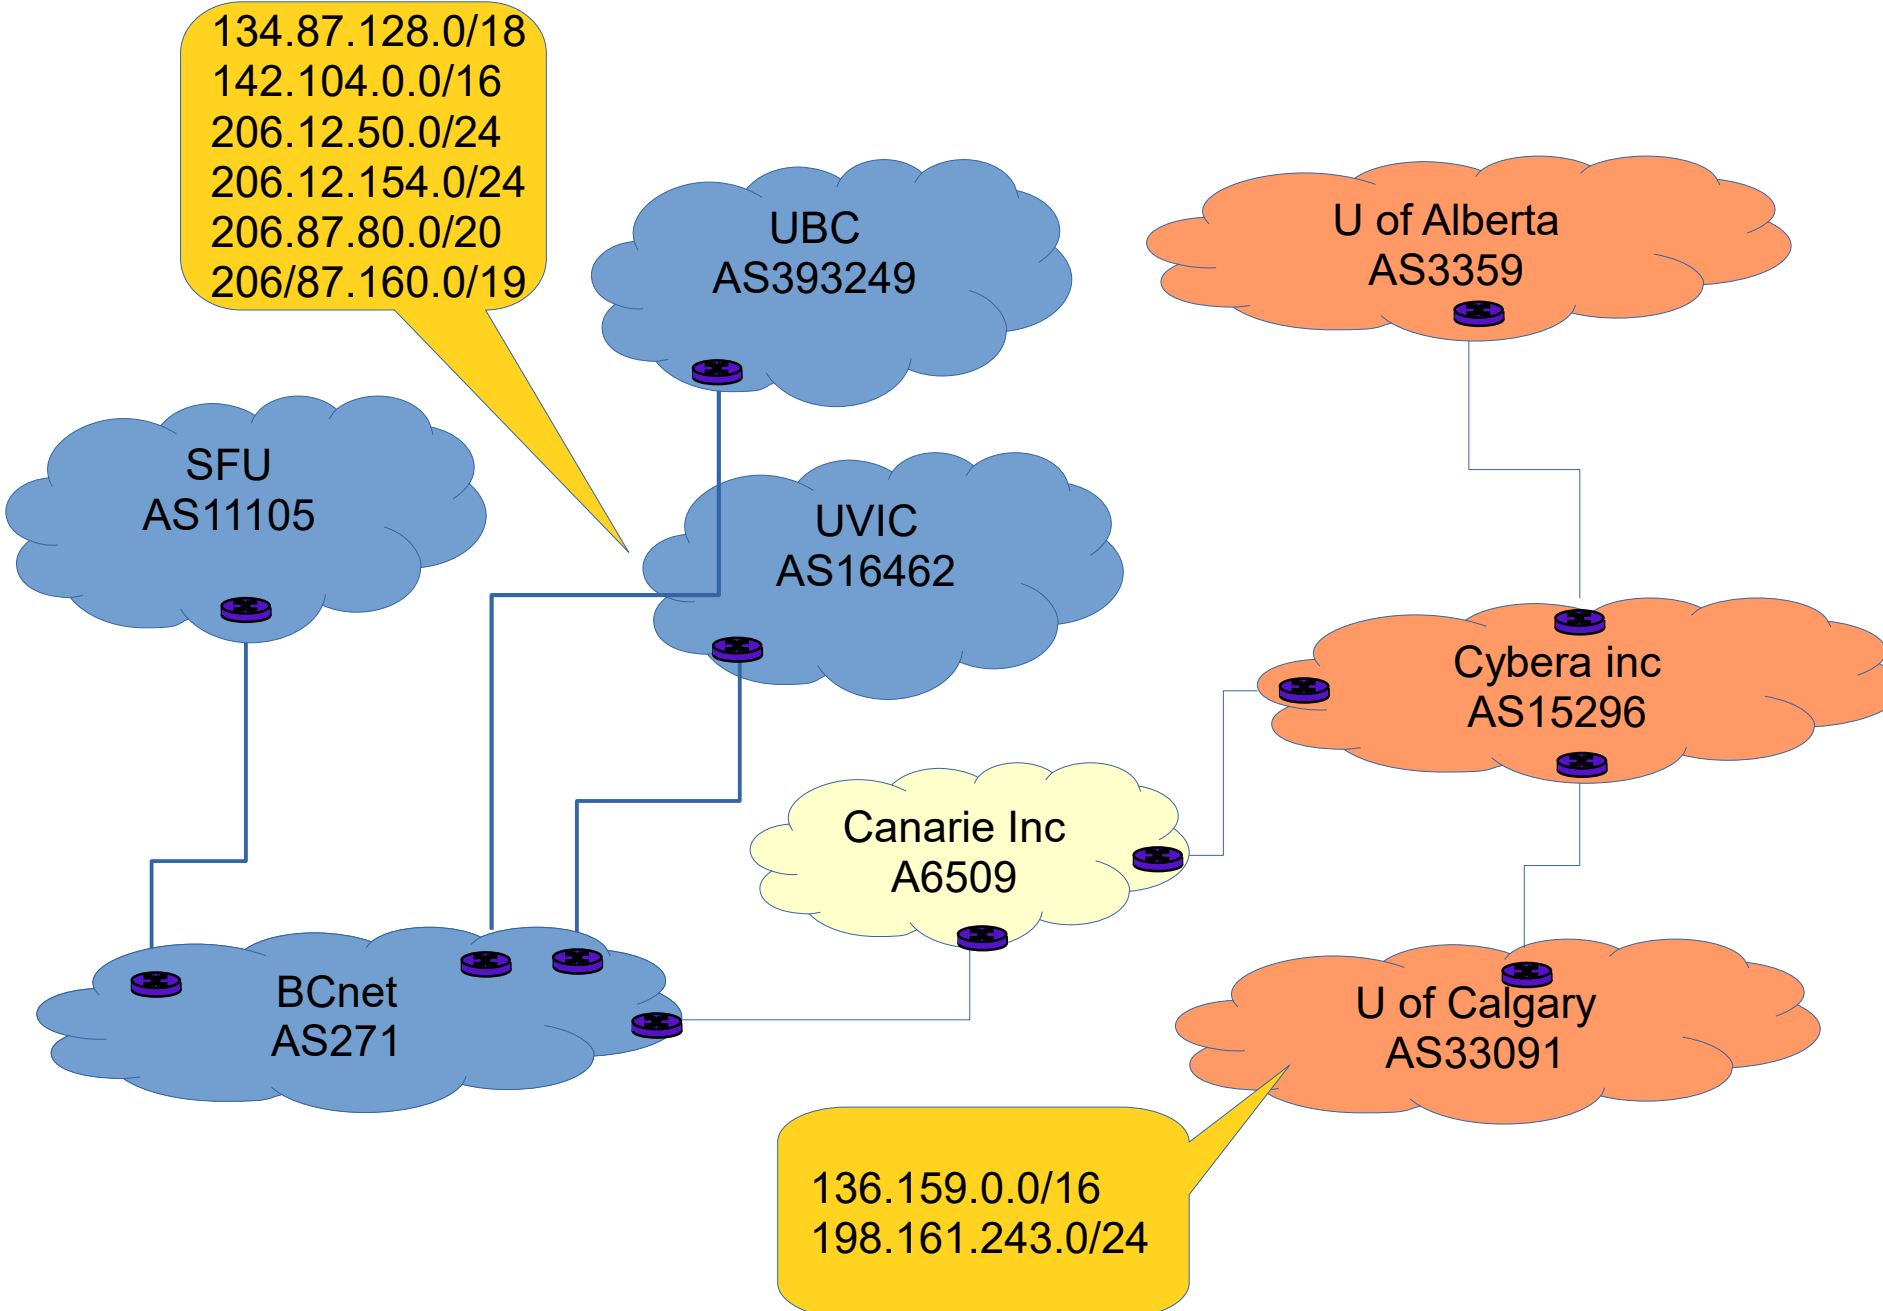 134.87.128.0/18
142.104.0.0/16
206.12.50.0/24
206.12.154.0/24
206.87.80.0/20
206/87.160.0/19
UBC
AS393249
U of Alberta
AS3359
SFU
AS11105
UVIC
AS16462
Cybera inc
AS15296
Canarie Inc
A6509
BCnet
AS271
U of Calgary
AS33091
136.159.0.0/16
198.161.243.0/24